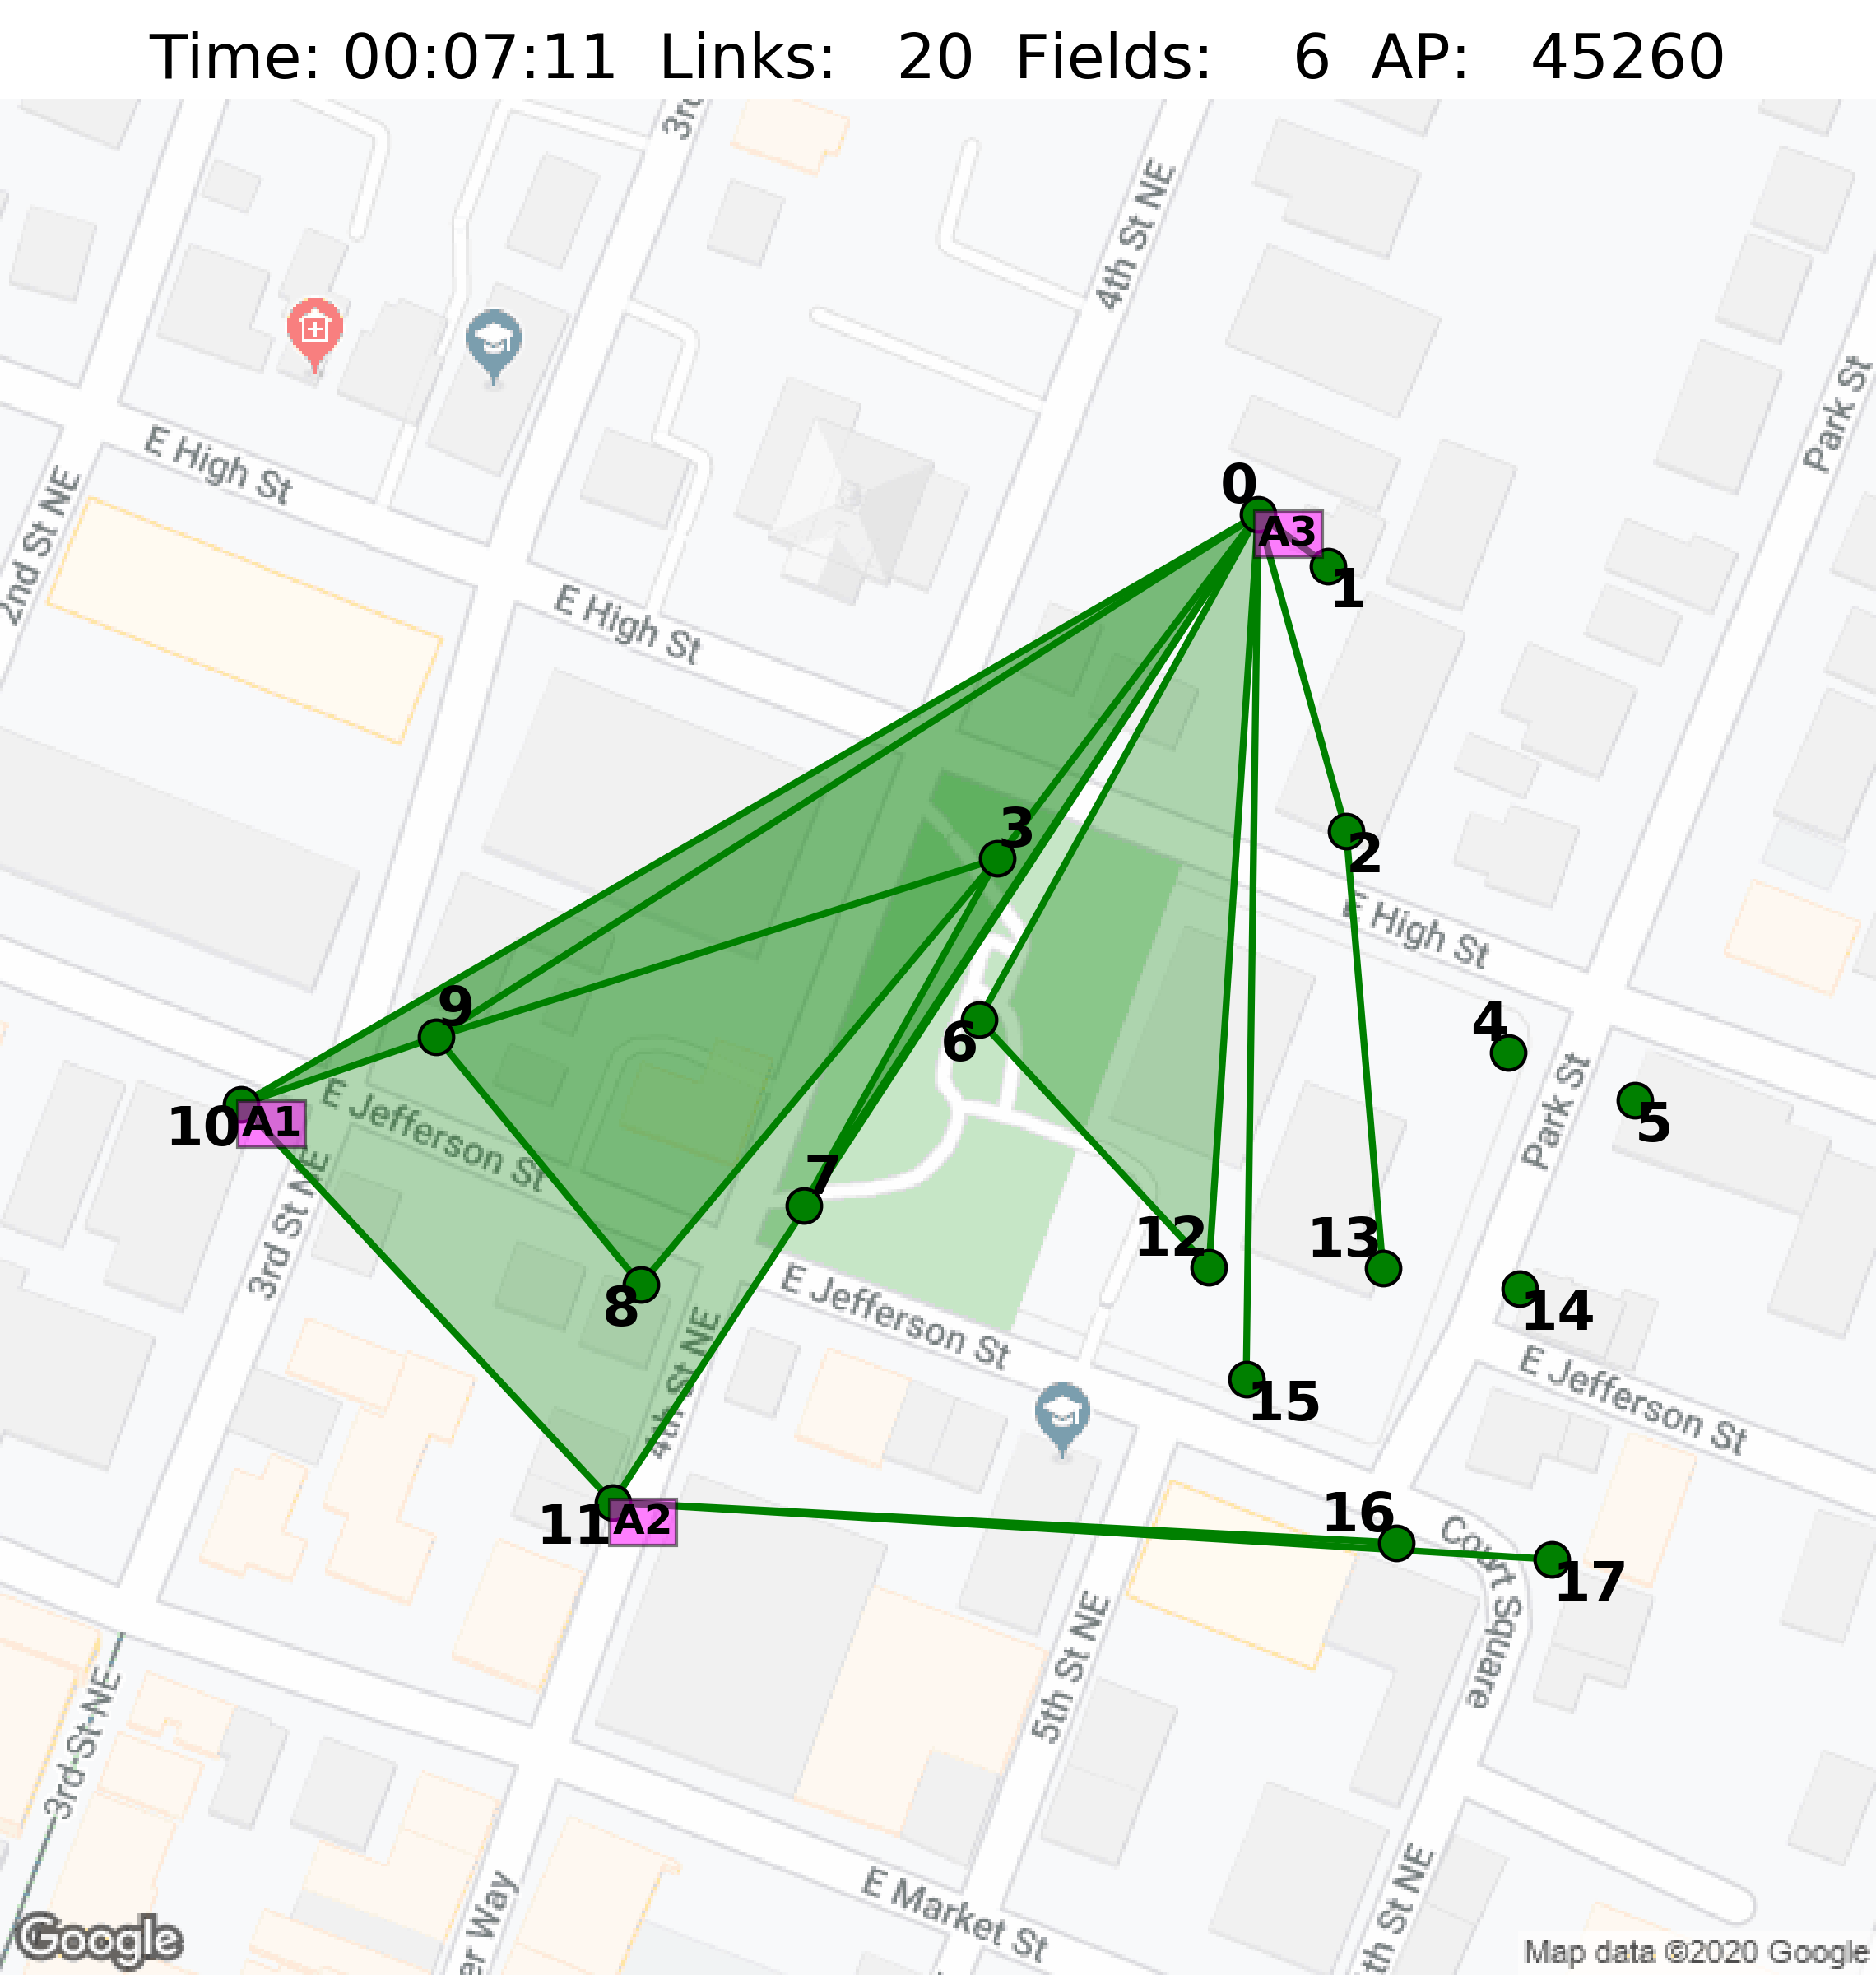 Time: 00:07:11 Links: 20 Fields: 6 AP: 45260
3rd
4th St NE
Park St
E High St
2nd St NE
0
A3
1
E High St
3
2
E High St
9
6
4
5
10
A1
E Jefferson St
Park St
3rd St NE
7
12
13
8
14
E Jefferson St
4th St NE
E Jefferson St
15
11
A2
16
Court Square
17
5th St NE
3rd St NE
E Market St
er Way
th St NE
Google
Map data ©2020 Google